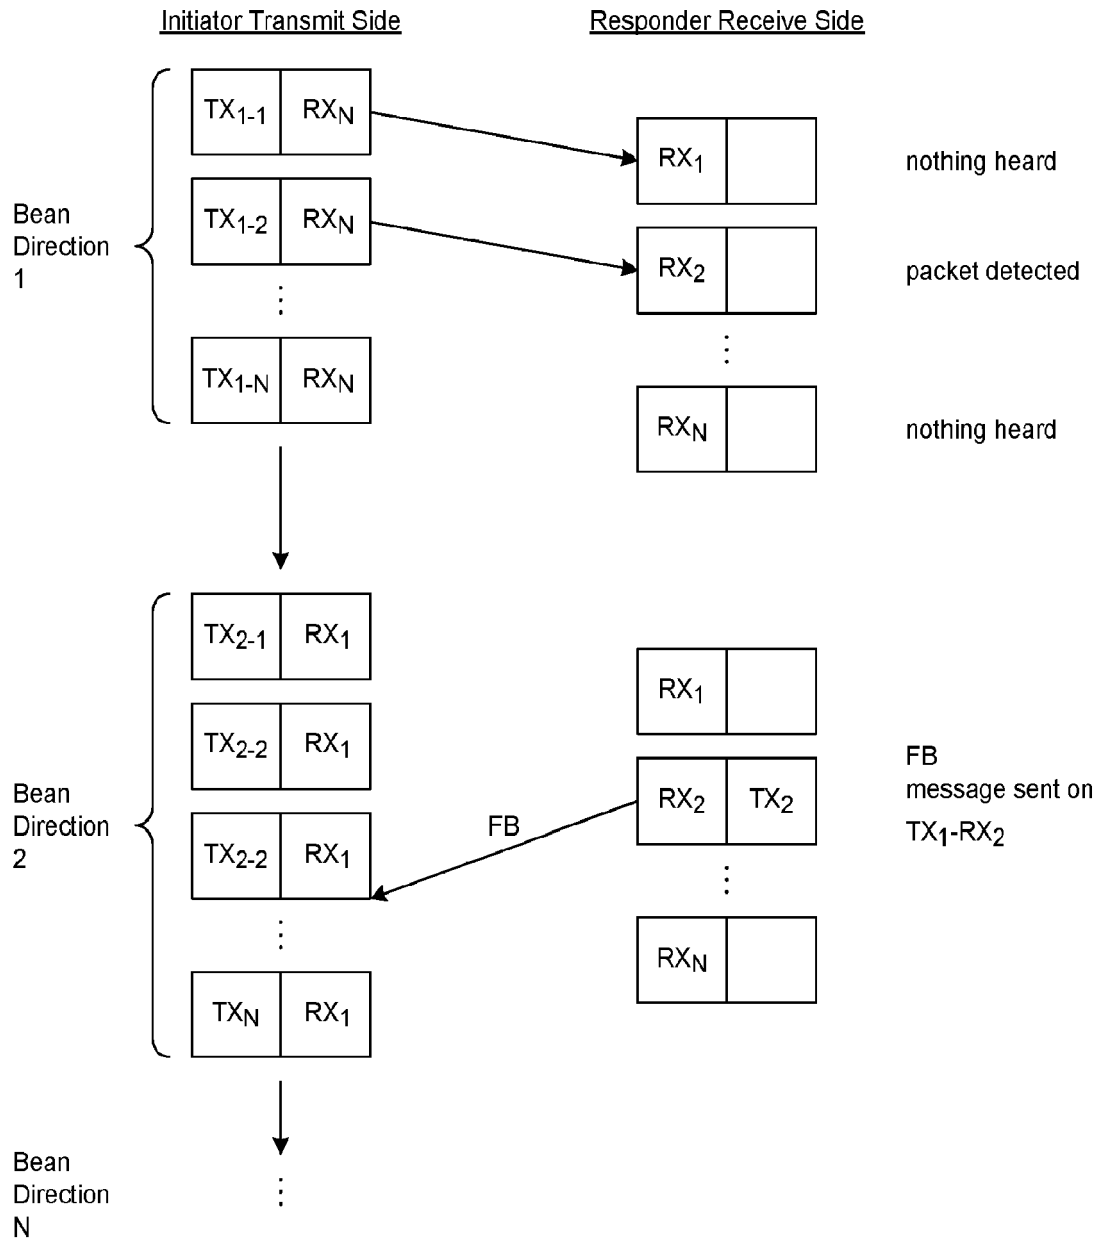 Initiator Transmit Side
Responder Receive Side
TX1-1 RXN
RX1
nothing heard
Bean
Direction
1
TX1-2 RXN
RX2
packet detected
TX1-N RXN
RXN
nothing heard
TX2-1 RX1
RX1
TX2-2 RX1
Bean
Direction
2
FB
RX2 TX2
FB
message sent on
TX1-RX2
TX2-2 RX1
RXN
TXN RX1
Bean
Direction
N